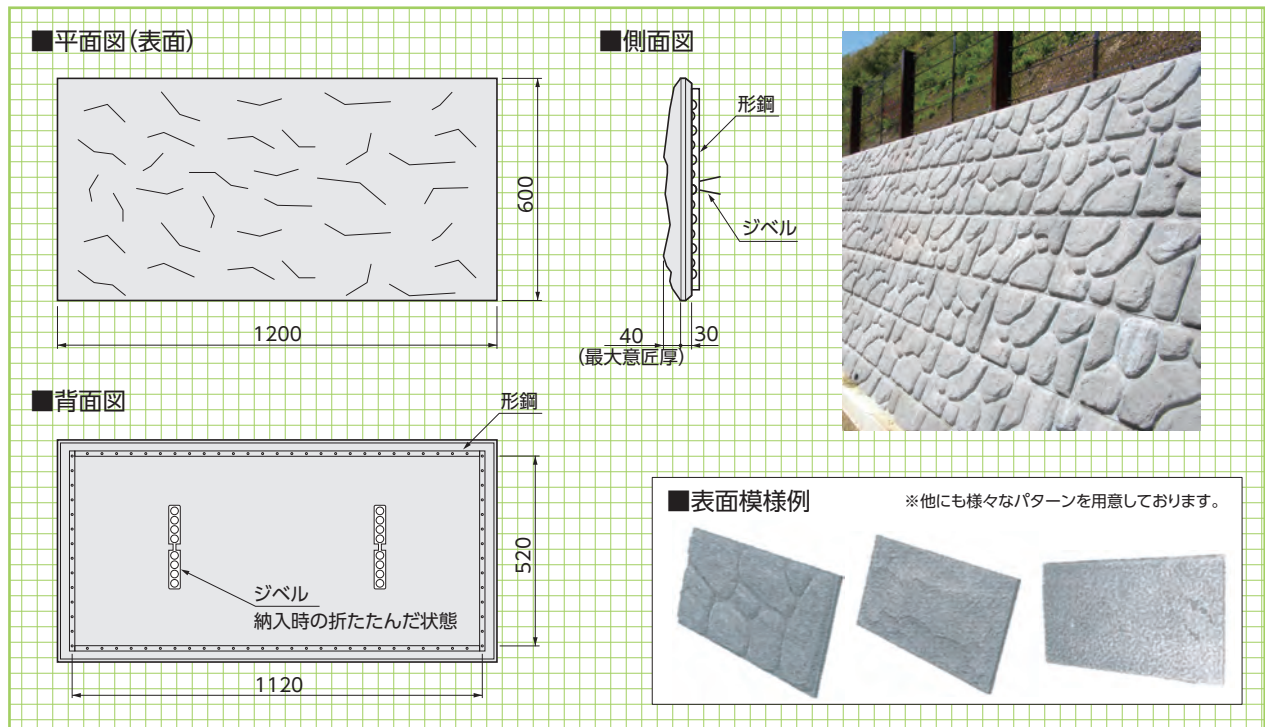 ■平面図(表面)
600
1200
■側面図
形鋼
ジベル
40
30
(最大意匠厚)
■背面図
形鋼
ジベル
納入時の折たたんだ状態
520
1120
■表面模様例
※他にも様々なパターンを用意しております。